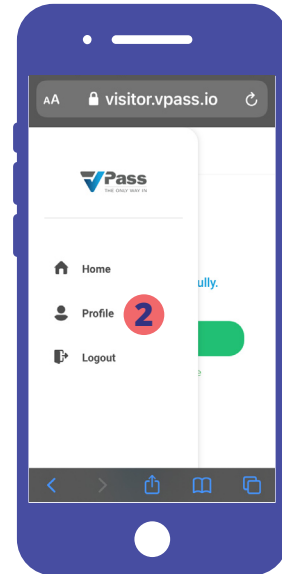 AA visitor.vpass.io
VPass
THE ONLY WAY IN
Home
ully.
Profile 2
Logout
e